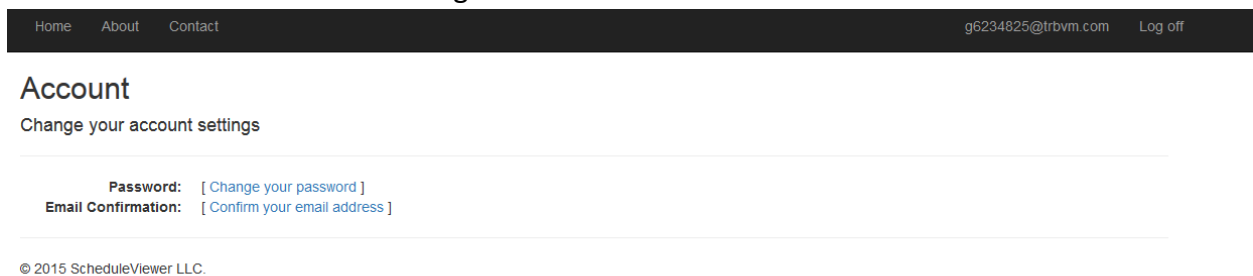 Home About Contact g6234825@trbvm.com Log off
Account
Change your account settings
Password: [ Change your password ]
Email Confirmation: [ Confirm your email address ]
© 2015 ScheduleViewer LLC.